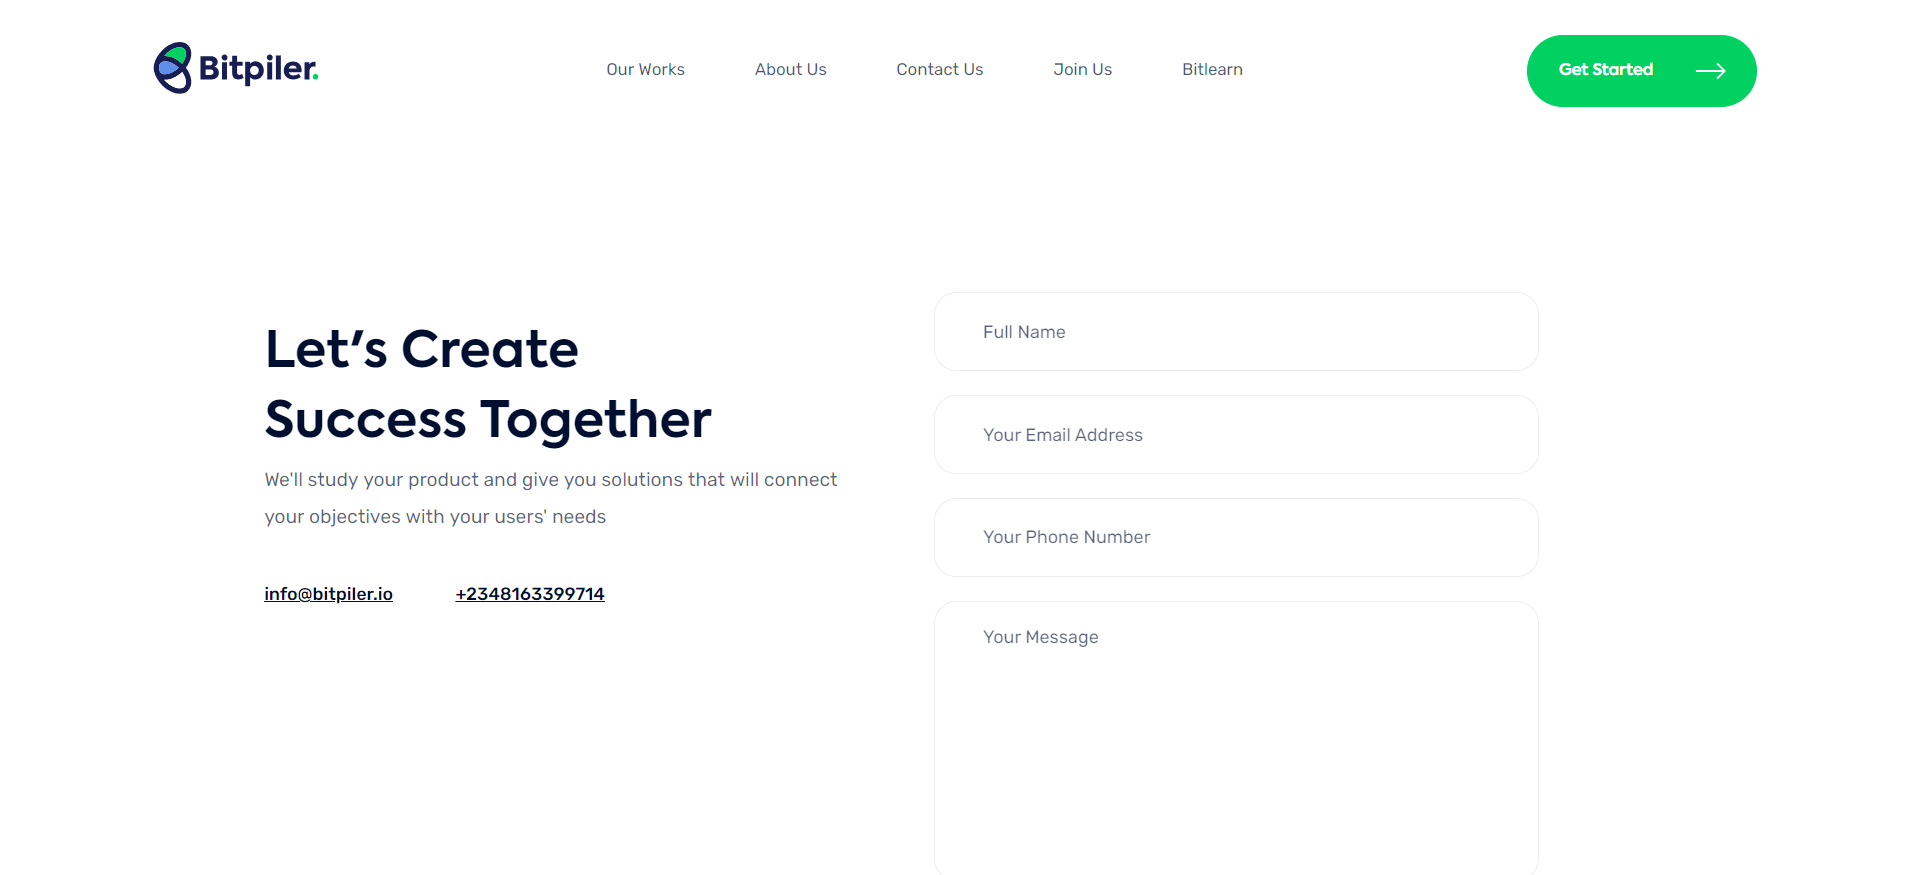 Bitpiler.
Our Works
About Us
Contact Us
Join Us
Bitlearn
Get Started
Let's Create
Success Together
We'll study your product and give you solutions that will connect
your objectives with your users' needs
info@bitpiler.io
+2348163399714
Full Name
Your Email Address
Your Phone Number
Your Message